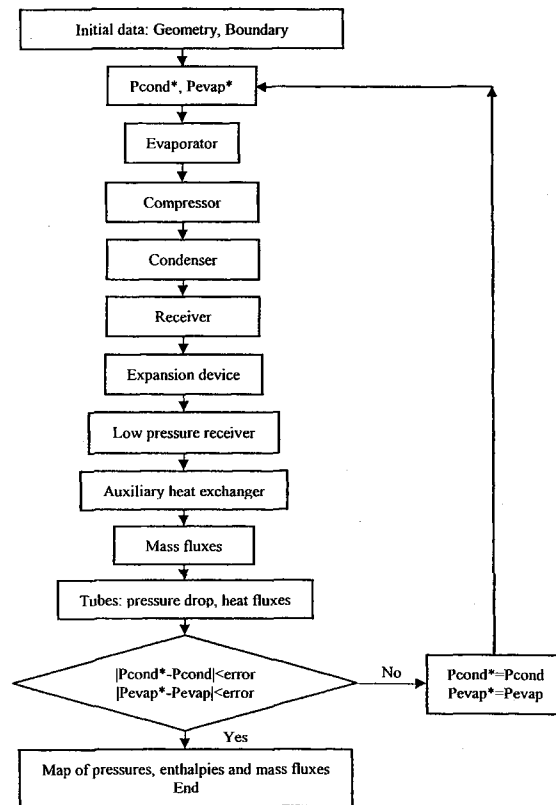 Initial data: Geometry, Boundary
Pcond*, Pevap*
Evaporator
Compressor
Condenser
Receiver
Expansion device
Low pressure receiver
Auxiliary heat exchanger
Mass fluxes
Tubes: pressure drop, heat fluxes
|Pcond*-Pcond|<error
|Pevap*-Pevap|<error
No
Pcond*=Pcond
Pevap*=Pevap
Yes
Map of pressures, enthalpies and mass fluxes
End